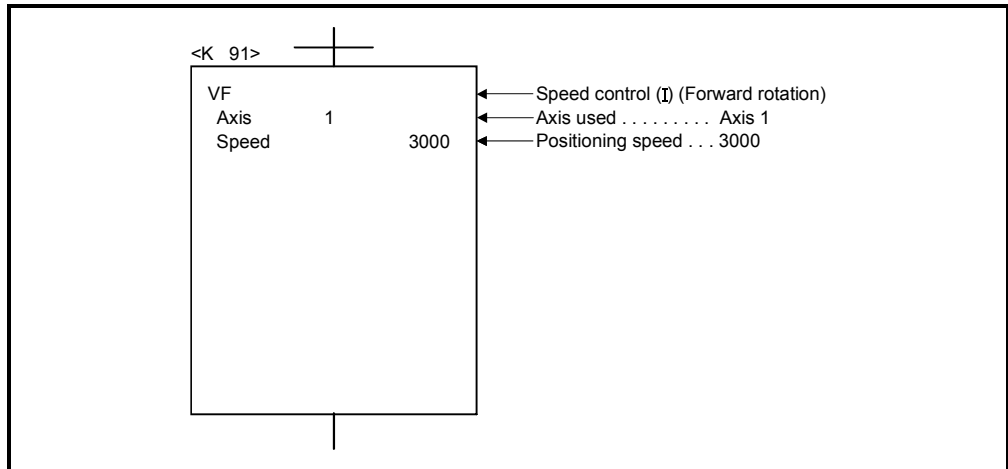 <K 91>
VF Speed control (I) (Forward rotation)
Axis 1 Axis used . . . . . . . . . Axis 1
Speed 3000 Positioning speed . . . 3000